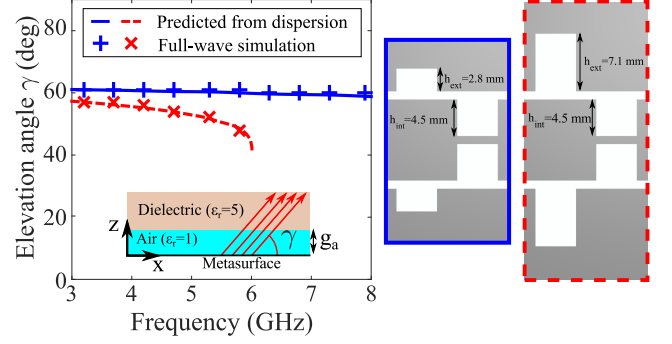 Elevation angle γ (deg)
80
60
40
20
0
Predicted from dispersion
Full-wave simulation
Dielectric (εr=5)
Air (εr=1)
Metasurface
z
x
γ
ga
3 4 5 6 7 8
Frequency (GHz)
hext=2.8 mm
hint=4.5 mm
hext=7.1 mm
hint=4.5 mm